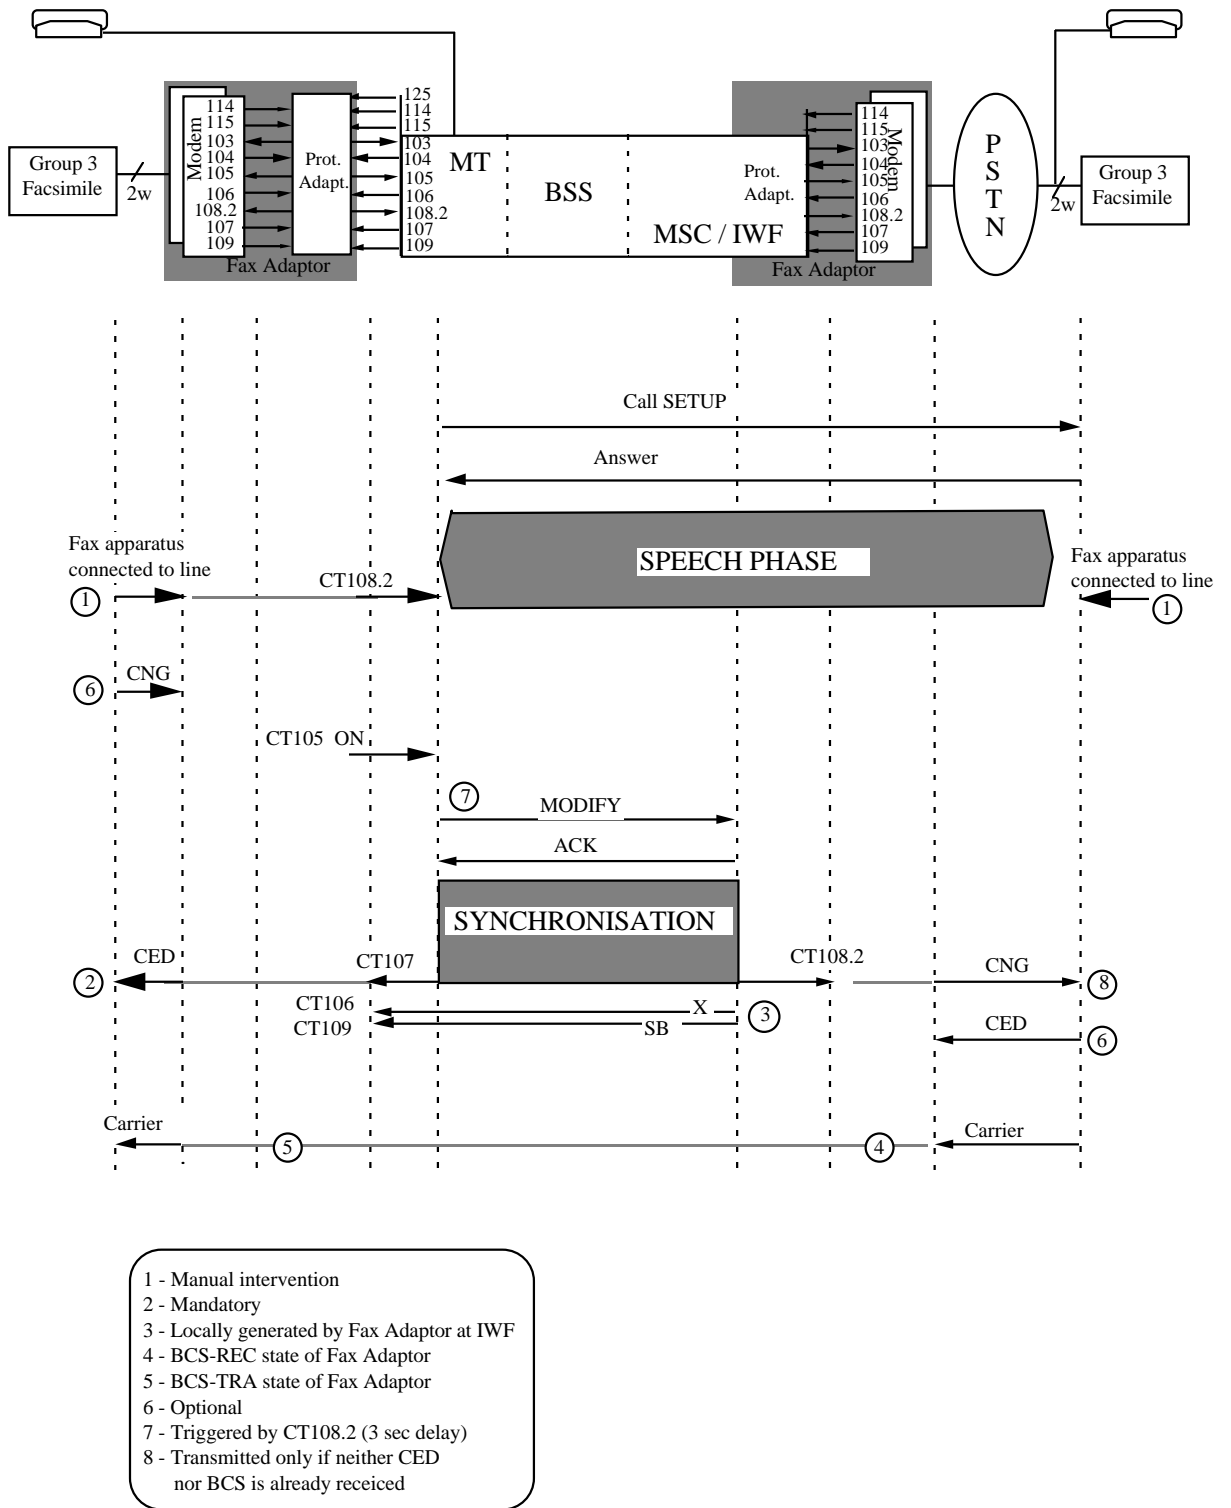 125
114
114
114
115
115
115
103
103
103
104
104
104
105
105
105
106
106
106
108.2
108.2
108.2
107
107
107
109
109
109
Modem
Prot.
Adapt.
MT
BSS
Prot.
Adapt.
MSC / IWF
Modem
Group 3
Facsimile
2w
Fax Adaptor
Fax Adaptor
P
S
T
N
2w
Group 3
Facsimile
Call SETUP
Answer
SPEECH PHASE
Fax apparatus
connected to line
1
CT108.2
Fax apparatus
connected to line
1
6
CNG
CT105 ON
7
MODIFY
ACK
SYNCHRONISATION
2
CED
CT107
CT108.2
CNG
8
CT106
X
3
CT109
SB
CED
6
Carrier
5
4
Carrier
1 - Manual intervention
2 - Mandatory
3 - Locally generated by Fax Adaptor at IWF
4 - BCS-REC state of Fax Adaptor
5 - BCS-TRA state of Fax Adaptor
6 - Optional
7 - Triggered by CT108.2 (3 sec delay)
8 - Transmitted only if neither CED
nor BCS is already receiced